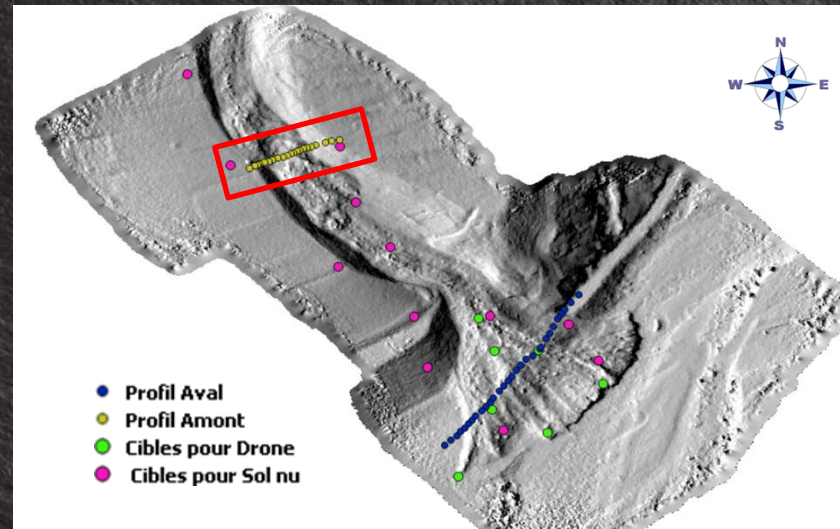 N
W E
S
Profil Aval
Profil Amont
Cibles pour Drone
Cibles pour Sol nu